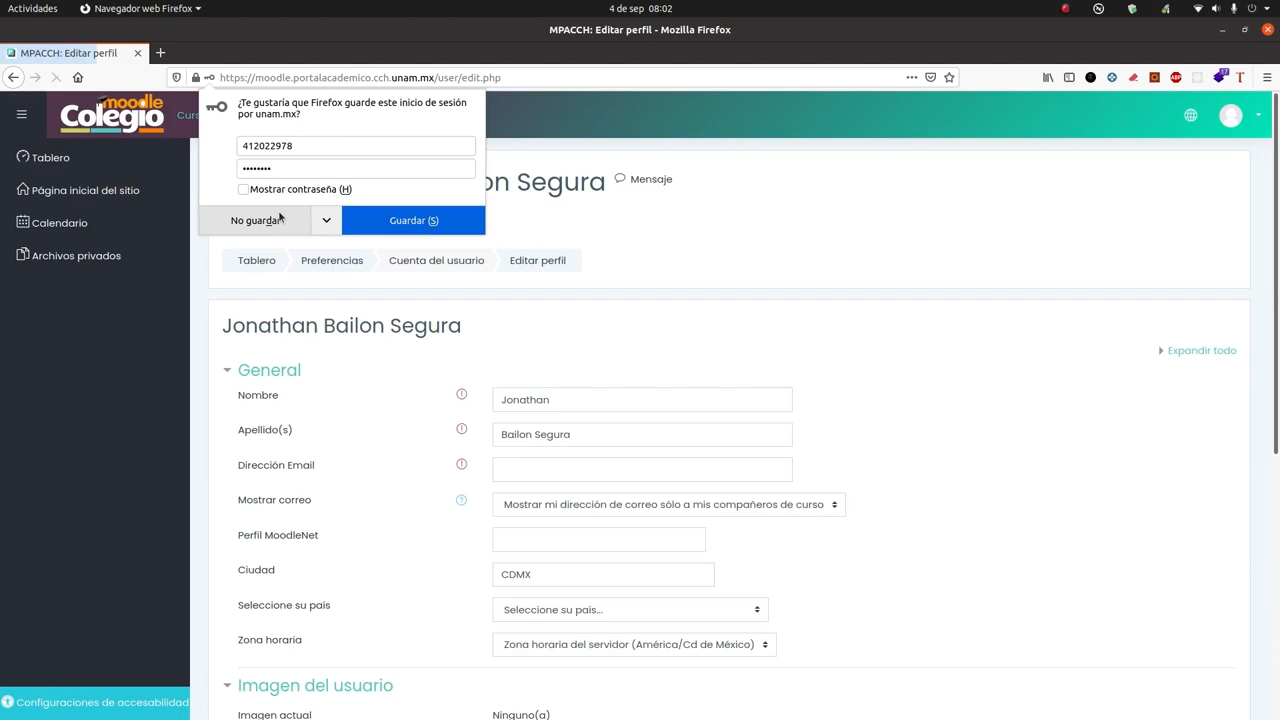 Actividades
Navegador web Firefox
4 de sep 08:02
MPACCH: Editar perfil - Mozilla Firefox
MPACCH: Editar perfil
https://moodle.portalacademico.cch.unam.mx/user/edit.php
ABP
17
T
moodle
Colegio
Curs
¿Te gustaría que Firefox guarde este inicio de sesión
por unam.mx?
412022978
••••••••
Mostrar contraseña (H)
No guardar
Guardar (S)
Tablero
Página inicial del sitio
Calendario
Archivos privados
on Segura
Mensaje
Tablero
Preferencias
Cuenta del usuario
Editar perfil
Jonathan Bailon Segura
Expandir todo
General
Nombre
Jonathan
Apellido(s)
Bailon Segura
Dirección Email
Mostrar correo
Mostrar mi dirección de correo sólo a mis compañeros de curso
Perfil MoodleNet
Ciudad
CDMX
Seleccione su país
Seleccione su país...
Zona horaria
Zona horaria del servidor (América/Cd de México)
Imagen del usuario
Imagen actual
Ninguno(a)
Configuraciones de accesabilidad